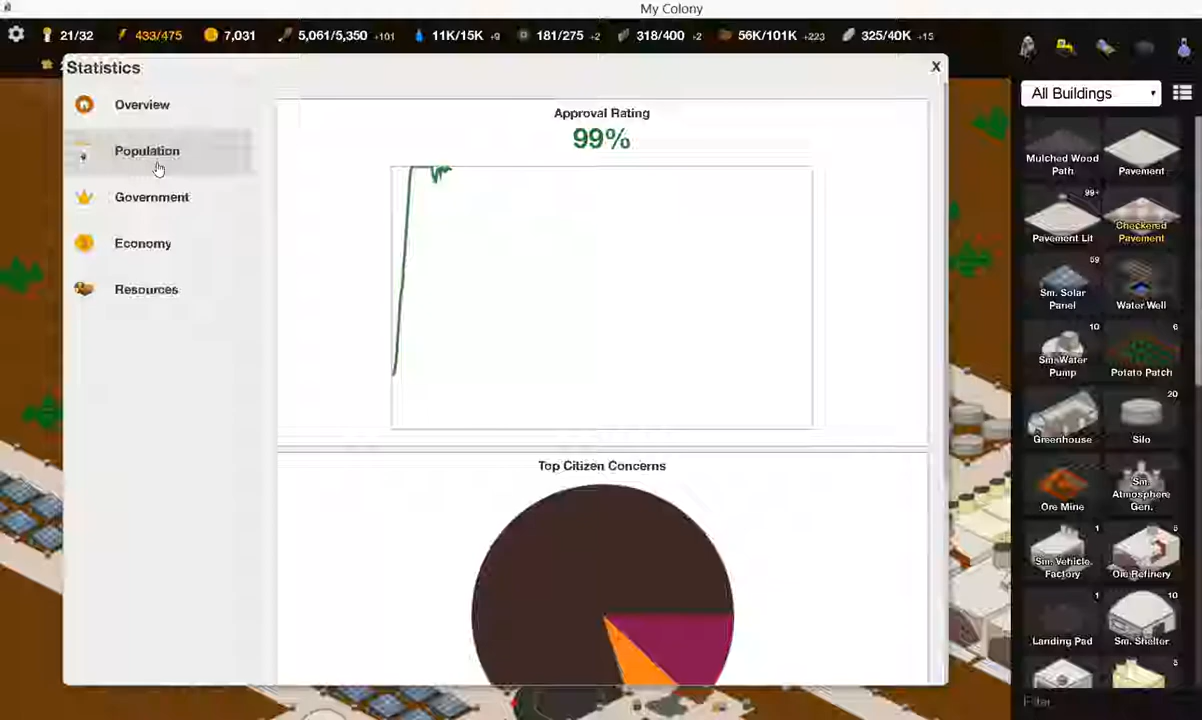 My Colony
21/32 433/475 7,031 5,061/5,350 +101 11K/15K +9 181/275 +2 318/400 +2 56K/101K +223 325/40K +15
Statistics
X
Overview
Population
Government
Economy
Resources
Approval Rating
99%
Top Citizen Concerns
All Buildings
Mulched Wood Path
Pavement
99+
Pavement Lit
Checkered Pavement
59
Sm. Solar Panel
Water Well
10
Sm. Water Pump
6
Potato Patch
Greenhouse
20
Silo
Ore Mine
Sm. Atmosphere Gen.
1
Sm. Vehicle Factory
5
Ore Refinery
1
Landing Pad
10
Sm. Shelter
5
Filter